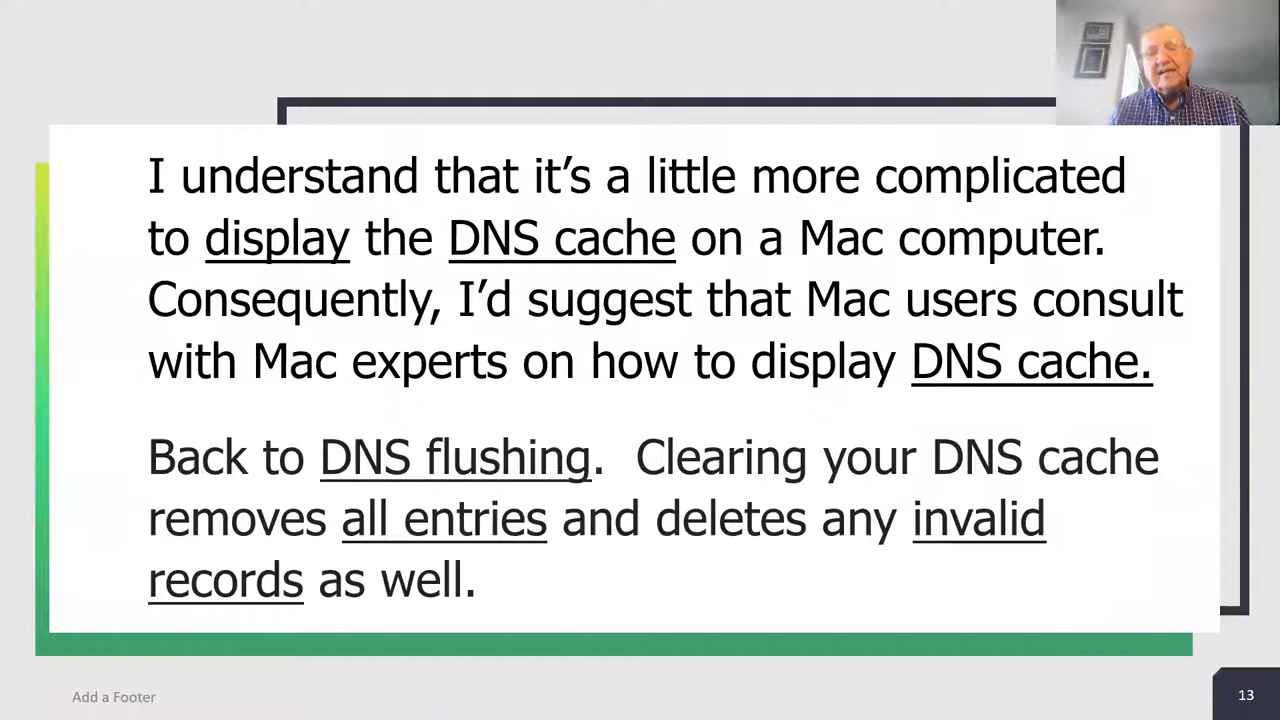 I understand that it’s a little more complicated
to display the DNS cache on a Mac computer.
Consequently, I’d suggest that Mac users consult
with Mac experts on how to display DNS cache.
Back to DNS flushing.  Clearing your DNS cache
removes all entries and deletes any invalid
records as well.
Add a Footer
13